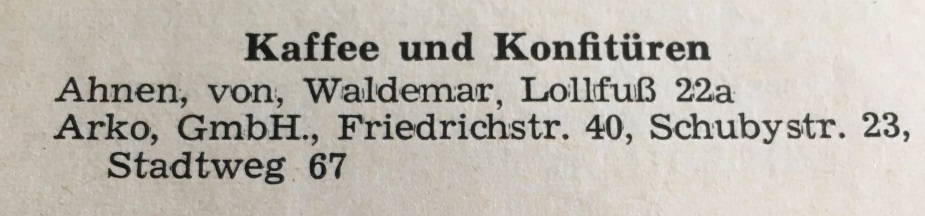 Kaffee und Konfitüren
Ahnen, von, Waldemar, Lollfuß 22a
Arko, GmbH., Friedrichstr. 40, Schubystr. 23,
Stadtweg 67